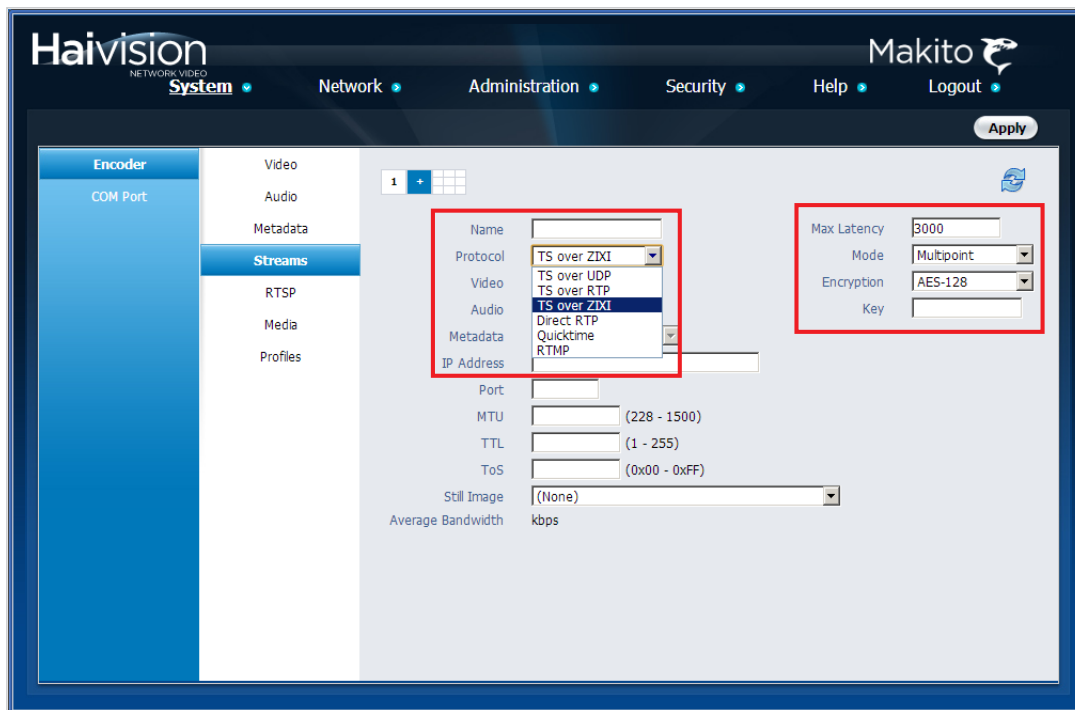 Haivision
NETWORK VIDEO
Makito
System Network Administration Security Help Logout
Apply
Encoder
COM Port
Video
Audio
Metadata
Streams
RTSP
Media
Profiles
1 +
Name
Protocol TS over ZIXI
TS over UDP
TS over RTP
TS over ZIXI
Direct RTP
Quicktime
RTMP
Video
Audio
Metadata
IP Address
Port
MTU (228 - 1500)
TTL (1 - 255)
ToS (0x00 - 0xFF)
Still Image (None)
Average Bandwidth kbps
Max Latency 3000
Mode Multipoint
Encryption AES-128
Key